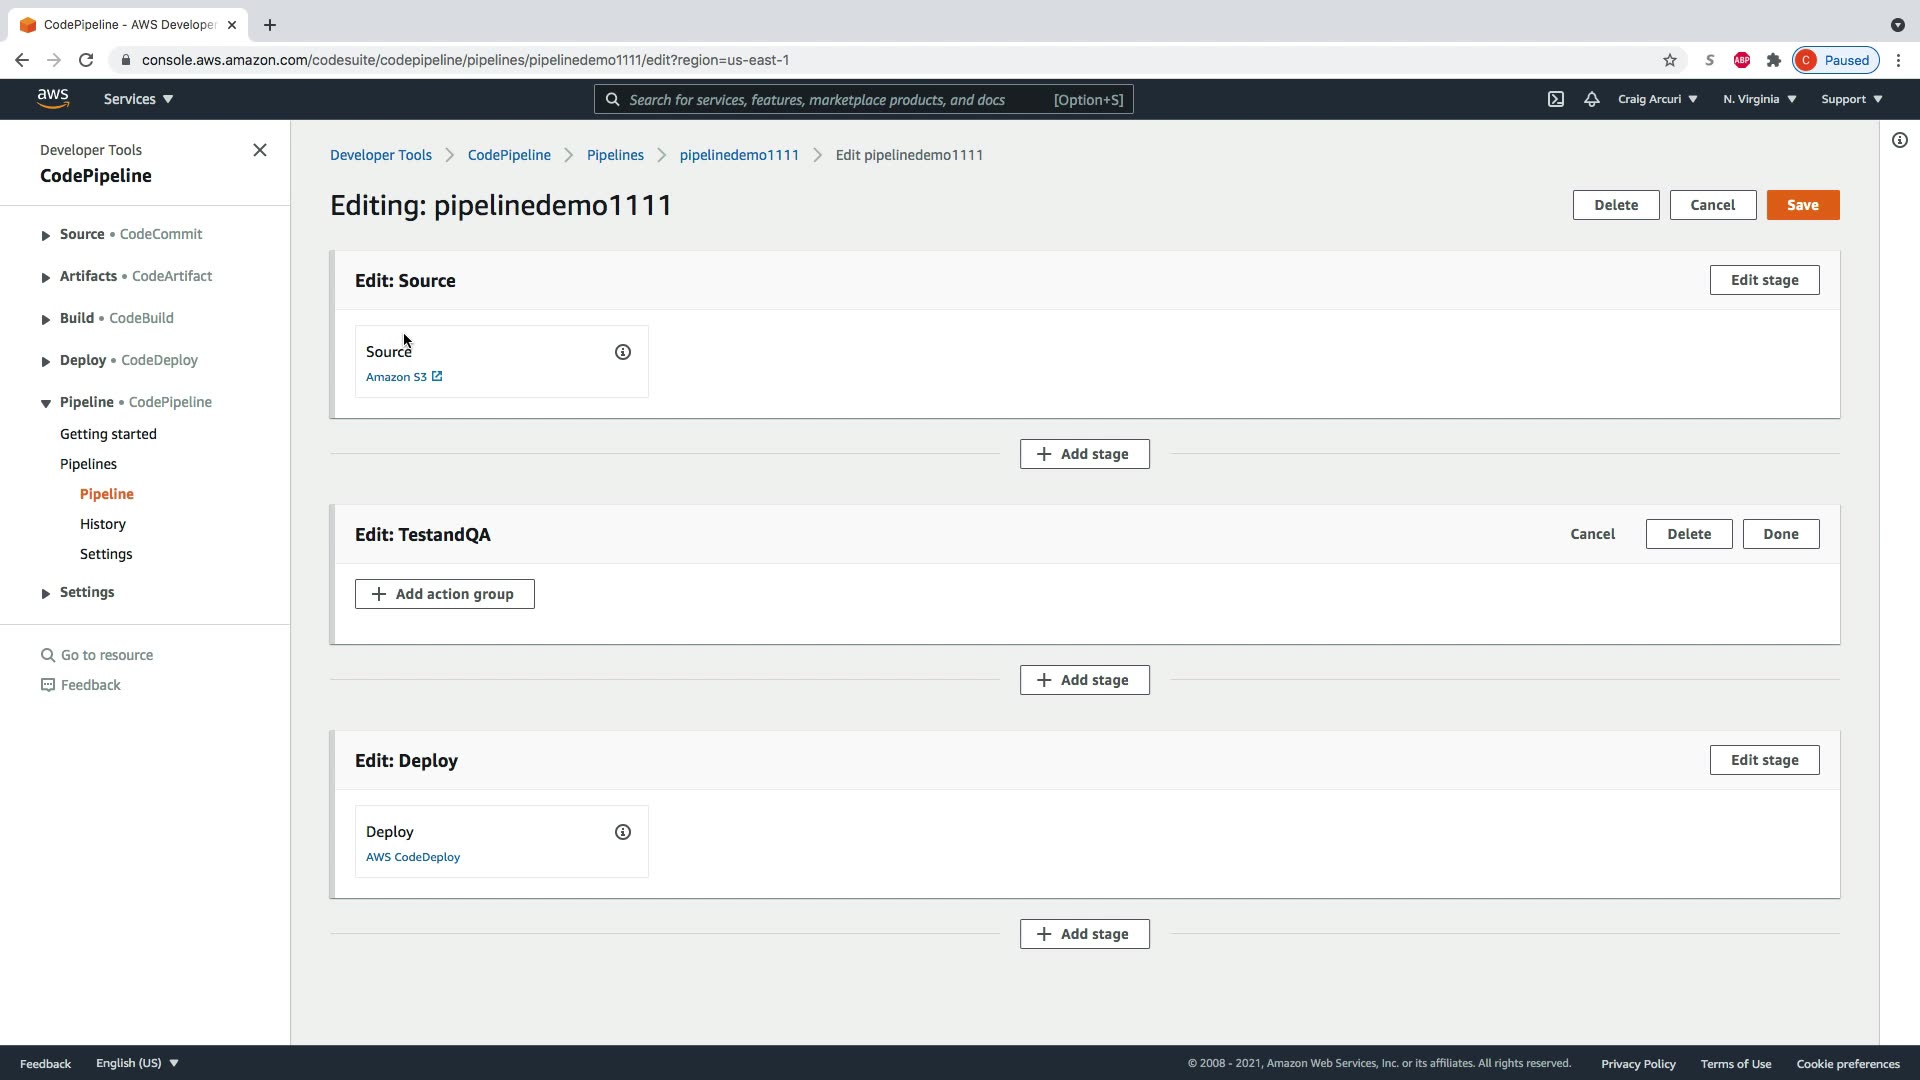 CodePipeline - AWS Developer
console.aws.amazon.com/codesuite/codepipeline/pipelines/pipelinedemo1111/edit?region=us-east-1
S
ABP
C
Paused
aws
Services
Search for services, features, marketplace products, and docs [Option+S]
Craig Arcuri
N. Virginia
Support
Developer Tools
CodePipeline
Source • CodeCommit
Artifacts • CodeArtifact
Build • CodeBuild
Deploy • CodeDeploy
Pipeline • CodePipeline
Getting started
Pipelines
Pipeline
History
Settings
Settings
Go to resource
Feedback
Developer Tools > CodePipeline > Pipelines > pipelinedemo1111 > Edit pipelinedemo1111
Editing: pipelinedemo1111
Delete
Cancel
Save
Edit: Source
Edit stage
Source
Amazon S3
+ Add stage
Edit: TestandQA
Cancel
Delete
Done
+ Add action group
+ Add stage
Edit: Deploy
Edit stage
Deploy
AWS CodeDeploy
+ Add stage
Feedback
English (US)
© 2008 - 2021, Amazon Web Services, Inc. or its affiliates. All rights reserved.
Privacy Policy
Terms of Use
Cookie preferences